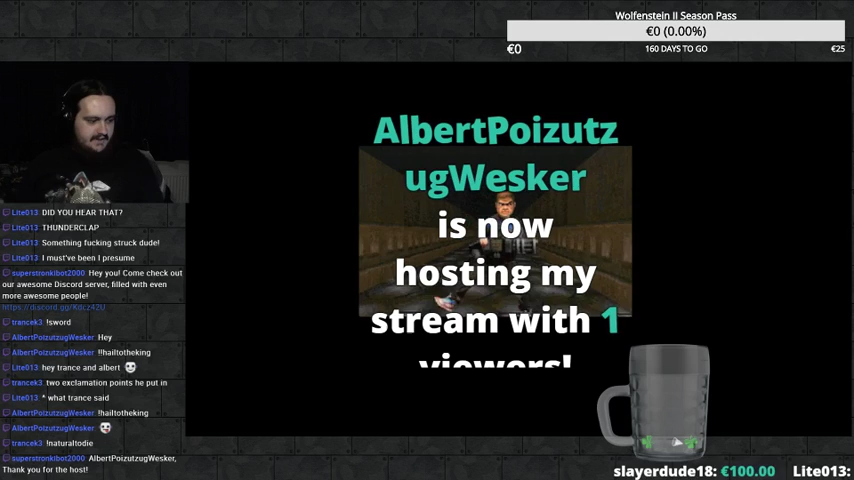 Wolfenstein II Season Pass
€0 (0.00%)
€0
160 DAYS TO GO
€25
AlbertPoizutz
ugWesker
is now
hosting my
stream with 1
viewers!
Lite013 DID YOU HEAR THAT?
Lite013 THUNDERCLAP
Lite013 Something fucking struck dude!
Lite013 I must've been I presume
superstronkibot2000 Hey you! Come check out
our awesome Discord server, filled with even
more awesome people!
trancek3 !sword
AlbertPoizutzugWesker Hey
AlbertPoizutzugWesker !!hailtotheking
Lite013 hey trance and albert
trancek3 two exclamation points he put in
Lite013 * what trance said
AlbertPoizutzugWesker !hailtotheking
AlbertPoizutzugWesker
trancek3 !naturaltodie
superstronkibot2000 AlbertPoizutzugWesker,
Thank you for the host!
slayerdude18: €100.00 Lite013: